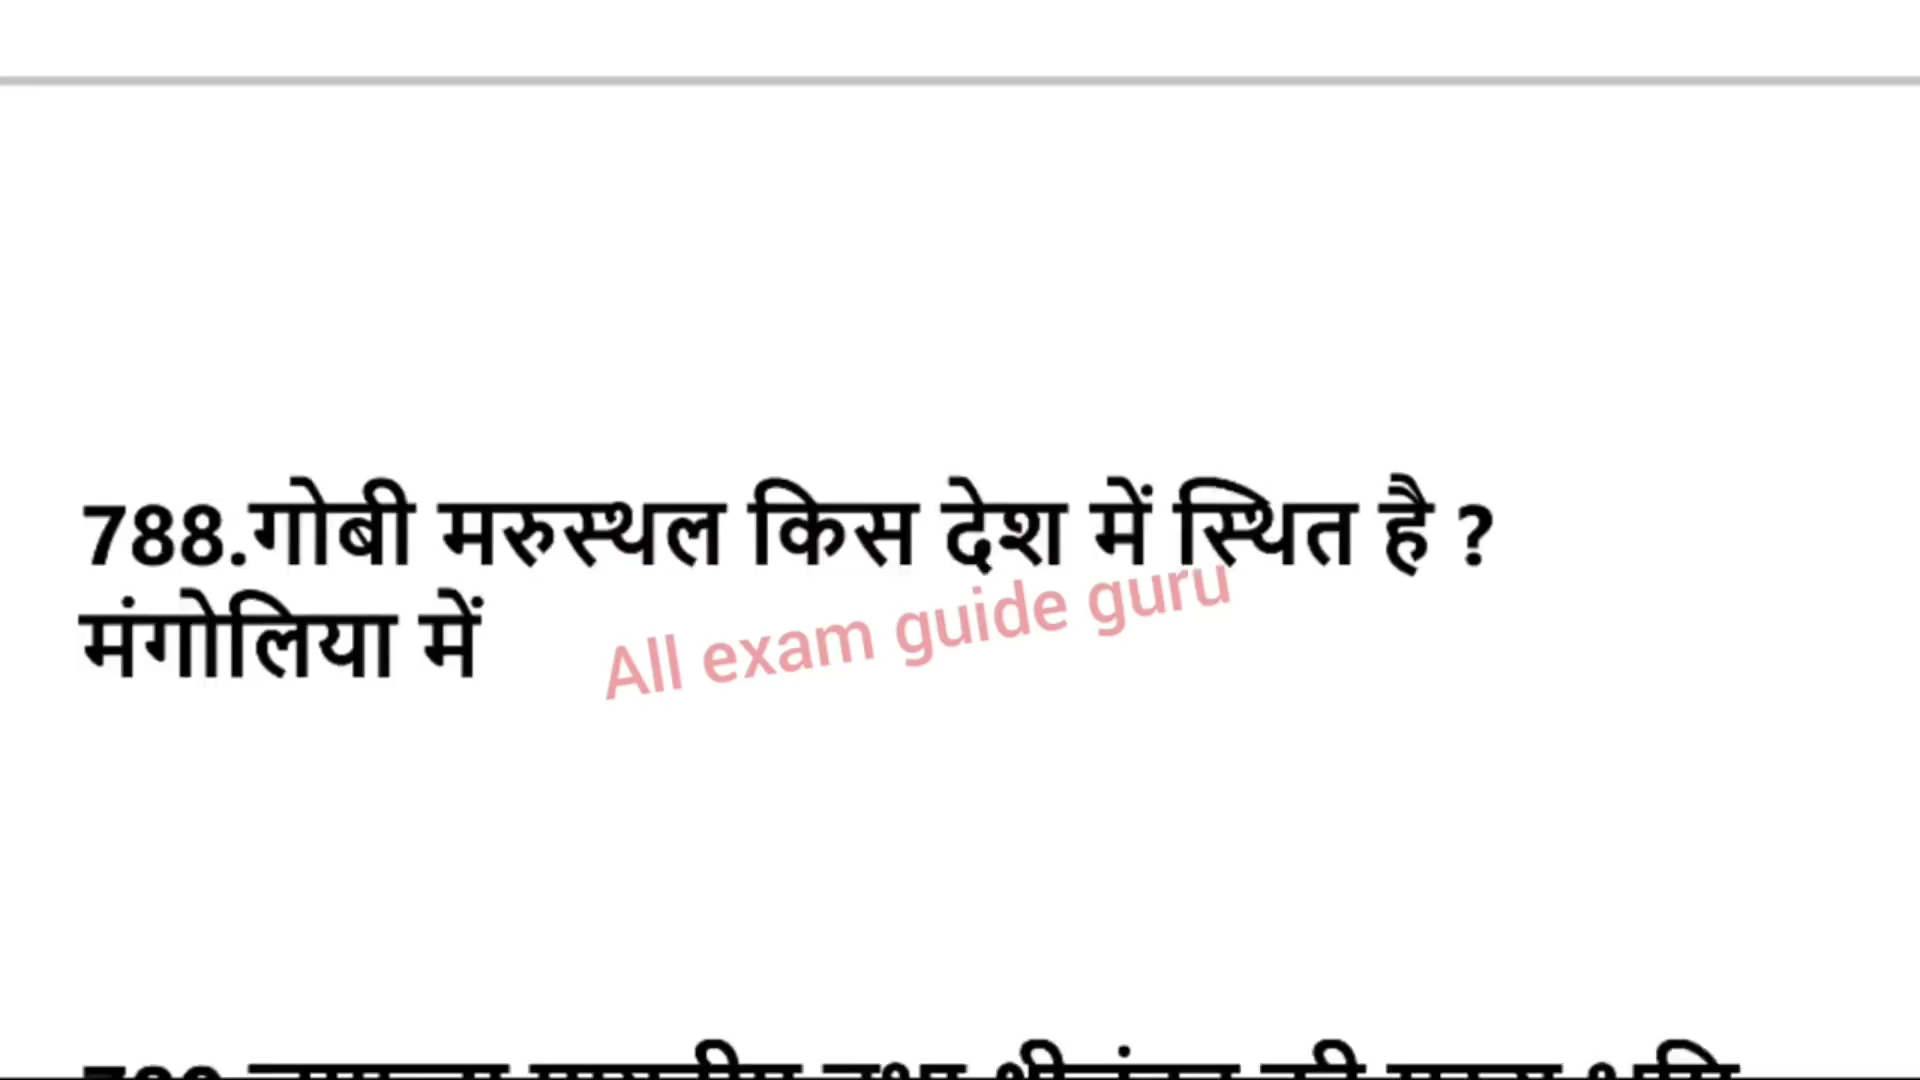 788.गोबी मरुस्थल किस देश में स्थित है ?
मंगोलिया में
All exam guide guru